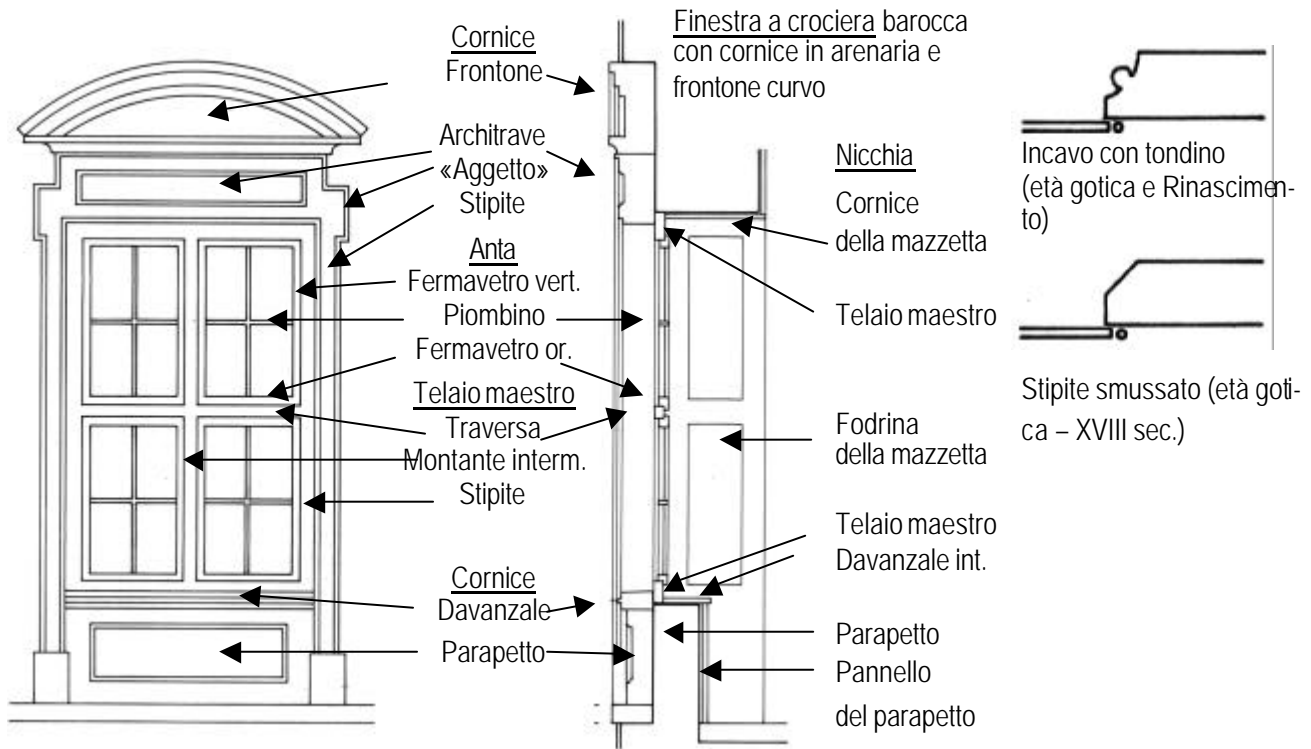 Cornice
Frontone
Architrave
«Aggetto»
Stipite
Anta
Fermavetro vert.
Piombino
Fermavetro or.
Telaio maestro
Traversa
Montante interm.
Stipite
Cornice
Davanzale
Parapetto
Finestra a crociera barocca
con cornice in arenaria e
frontone curvo
Nicchia
Cornice
della mazzetta
Telaio maestro
Fodrina
della mazzetta
Telaio maestro
Davanzale int.
Parapetto
Pannello
del parapetto
Incavo con tondino
(età gotica e Rinascimen-
to)
Stipite smussato (età goti-
ca – XVIII sec.)